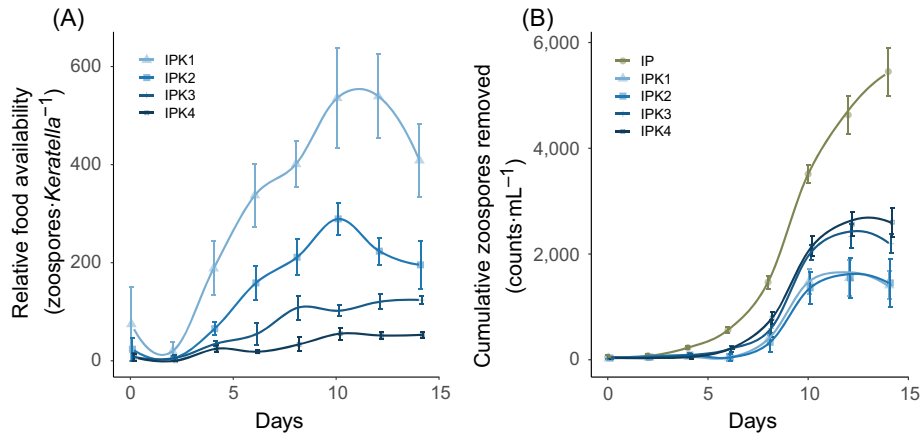 (A)
Relative food availability
(zoospores·Keratella⁻¹)
600
400
200
0
IPK1
IPK2
IPK3
IPK4
0
5
10
15
Days
(B)
Cumulative zoospores removed
(counts·mL⁻¹)
6,000
4,000
2,000
0
IP
IPK1
IPK2
IPK3
IPK4
0
5
10
15
Days